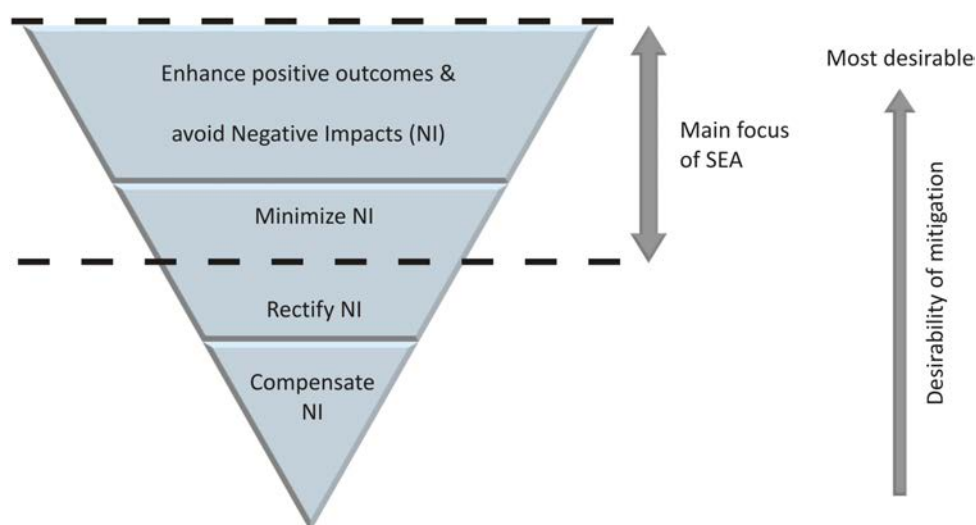 Enhance positive outcomes &
avoid Negative Impacts (NI)
Minimize NI
Rectify NI
Compensate
NI
Main focus
of SEA
Most desirable
Desirability of mitigation